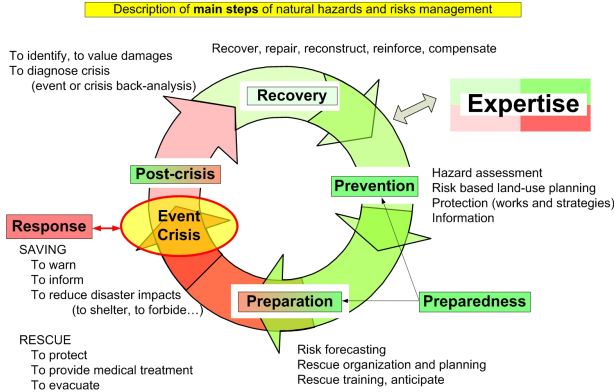 Description of main steps of natural hazards and risks management
To identify, to value damages
To diagnose crisis
(event or crisis back-analysis)
Recover, repair, reconstruct, reinforce, compensate
Recovery
Expertise
Post-crisis
Prevention
Hazard assessment
Risk based land-use planning
Protection (works and strategies)
Information
Response
Event
Crisis
SAVING
To warn
To inform
To reduce disaster impacts
(to shelter, to forbide...)
Preparation
Preparedness
RESCUE
To protect
To provide medical treatment
To evacuate
Risk forecasting
Rescue organization and planning
Rescue training, anticipate